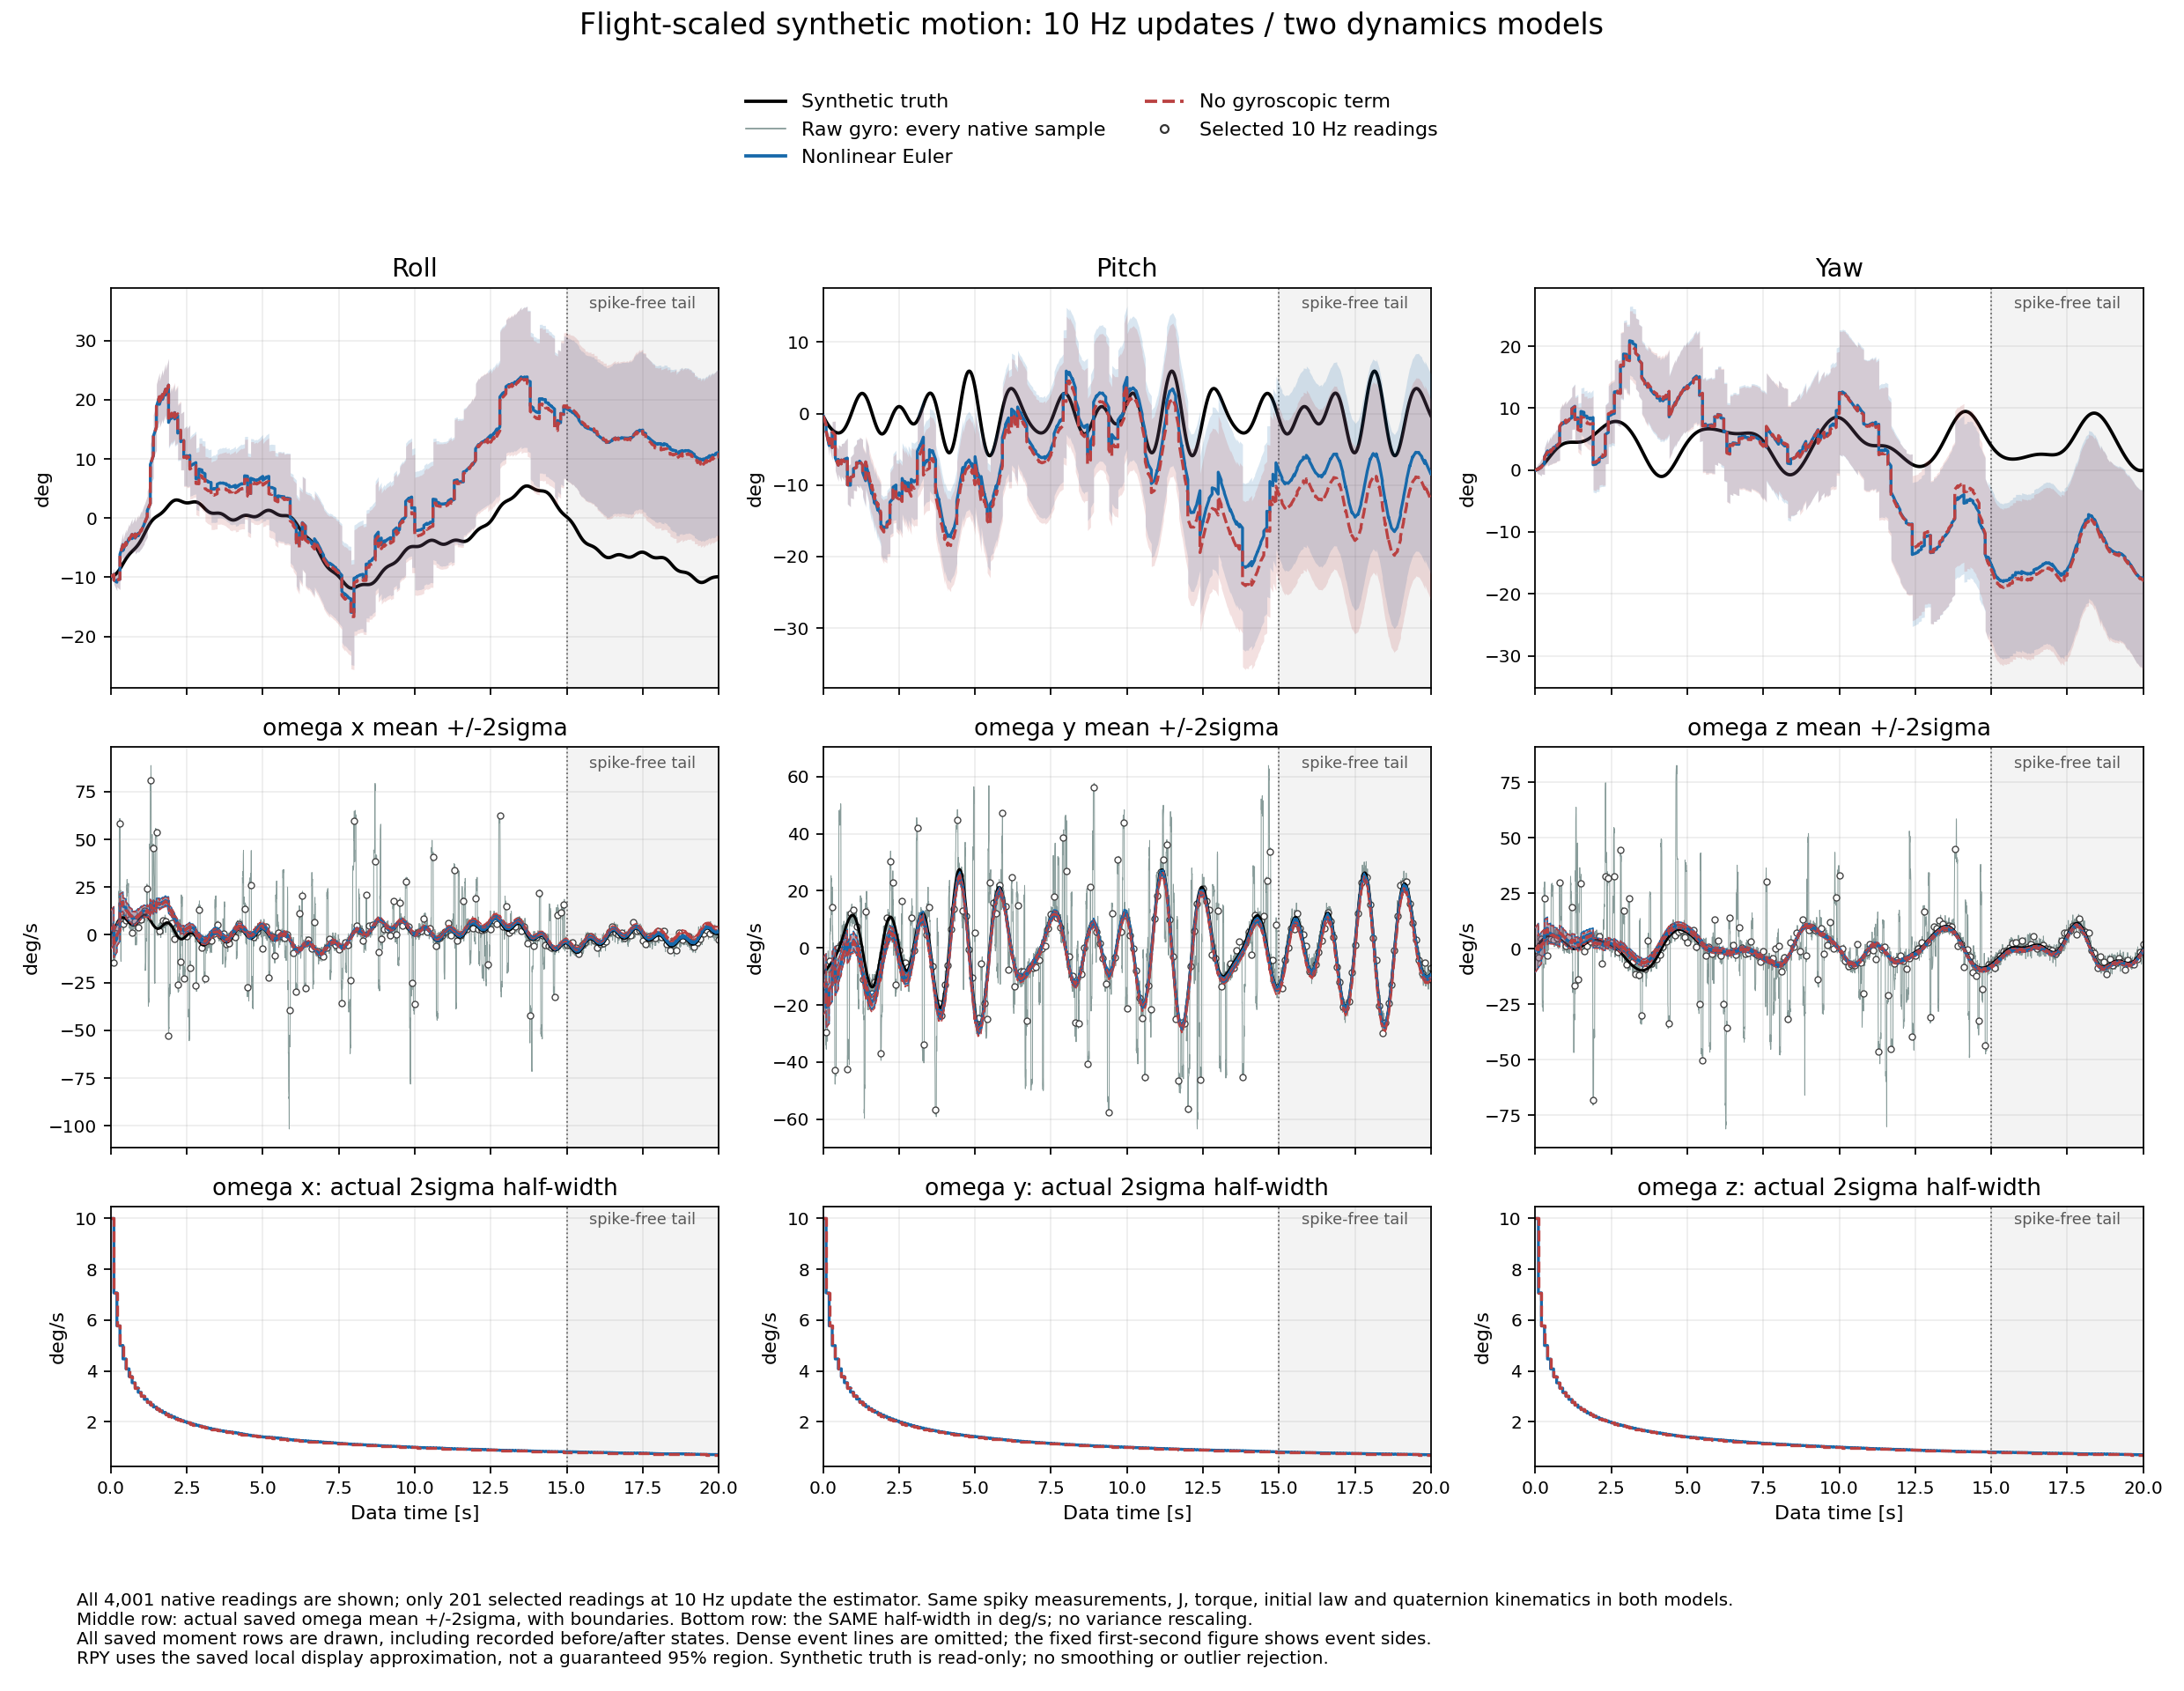 Flight-scaled synthetic motion: 10 Hz updates / two dynamics models
Synthetic truth
Raw gyro: every native sample
Nonlinear Euler
No gyroscopic term
Selected 10 Hz readings
Roll
spike-free tail
deg
30
20
10
0
−10
−20
Pitch
spike-free tail
deg
10
0
−10
−20
−30
Yaw
spike-free tail
deg
20
10
0
−10
−20
−30
omega x mean +/-2sigma
spike-free tail
deg/s
75
50
25
0
−25
−50
−75
−100
omega y mean +/-2sigma
spike-free tail
deg/s
60
40
20
0
−20
−40
−60
omega z mean +/-2sigma
spike-free tail
deg/s
75
50
25
0
−25
−50
−75
omega x: actual 2sigma half-width
spike-free tail
deg/s
10
8
6
4
2
0.0 2.5 5.0 7.5 10.0 12.5 15.0 17.5 20.0
Data time [s]
omega y: actual 2sigma half-width
spike-free tail
deg/s
10
8
6
4
2
0.0 2.5 5.0 7.5 10.0 12.5 15.0 17.5 20.0
Data time [s]
omega z: actual 2sigma half-width
spike-free tail
deg/s
10
8
6
4
2
0.0 2.5 5.0 7.5 10.0 12.5 15.0 17.5 20.0
Data time [s]
All 4,001 native readings are shown; only 201 selected readings at 10 Hz update the estimator. Same spiky measurements, J, torque, initial law and quaternion kinematics in both models.
Middle row: actual saved omega mean +/-2sigma, with boundaries. Bottom row: the SAME half-width in deg/s; no variance rescaling.
All saved moment rows are drawn, including recorded before/after states. Dense event lines are omitted; the fixed first-second figure shows event sides.
RPY uses the saved local display approximation, not a guaranteed 95% region. Synthetic truth is read-only; no smoothing or outlier rejection.